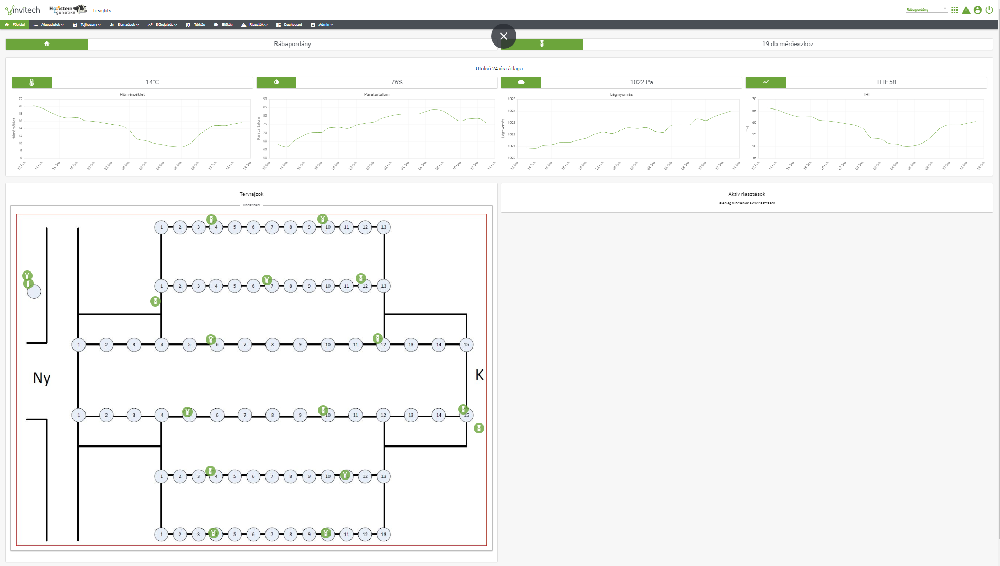 invitech Holstein genetika Insights Rábapordány
Főoldal Alapadatok Tejhozam Elemzések Előrejelzés Térkép Élőkép Riasztók Dashboard Admin
Rábapordány 19 db mérőeszköz
Utolsó 24 óra átlaga
14°C 76% 1022 Pa THI: 58
Hőmérséklet
Hőmérséklet
22
20
18
16
14
12
10
8
6
12 óra 14 óra 16 óra 18 óra 20 óra 22 óra 00 óra 02 óra 04 óra 06 óra 08 óra 10 óra 12 óra 14 óra
Páratartalom
Páratartalom
90
85
80
75
70
65
60
55
12 óra 14 óra 16 óra 18 óra 20 óra 22 óra 00 óra 02 óra 04 óra 06 óra 08 óra 10 óra 12 óra 14 óra
Légnyomás
Légnyomás
1025
1024
1023
1022
1021
1020
12 óra 14 óra 16 óra 18 óra 20 óra 22 óra 00 óra 02 óra 04 óra 06 óra 08 óra 10 óra 12 óra 14 óra
THI
THI
70
65
60
55
50
45
12 óra 14 óra 16 óra 18 óra 20 óra 22 óra 00 óra 02 óra 04 óra 06 óra 08 óra 10 óra 12 óra 14 óra
Tervrajzok
undefined
1 2 3 4 5 6 7 8 9 10 11 12 13
1 2 3 4 5 6 7 8 9 10 11 12 13
1 2 3 4 5 6 7 8 9 10 11 12 13 14 15
Ny K
1 2 3 4 6 7 8 9 10 11 12 13 14 15
1 2 3 4 5 6 7 8 9 10 12 13
1 2 3 5 6 7 8 9 11 12 13
Aktív riasztások
Jelenleg nincsenek aktív riasztások.